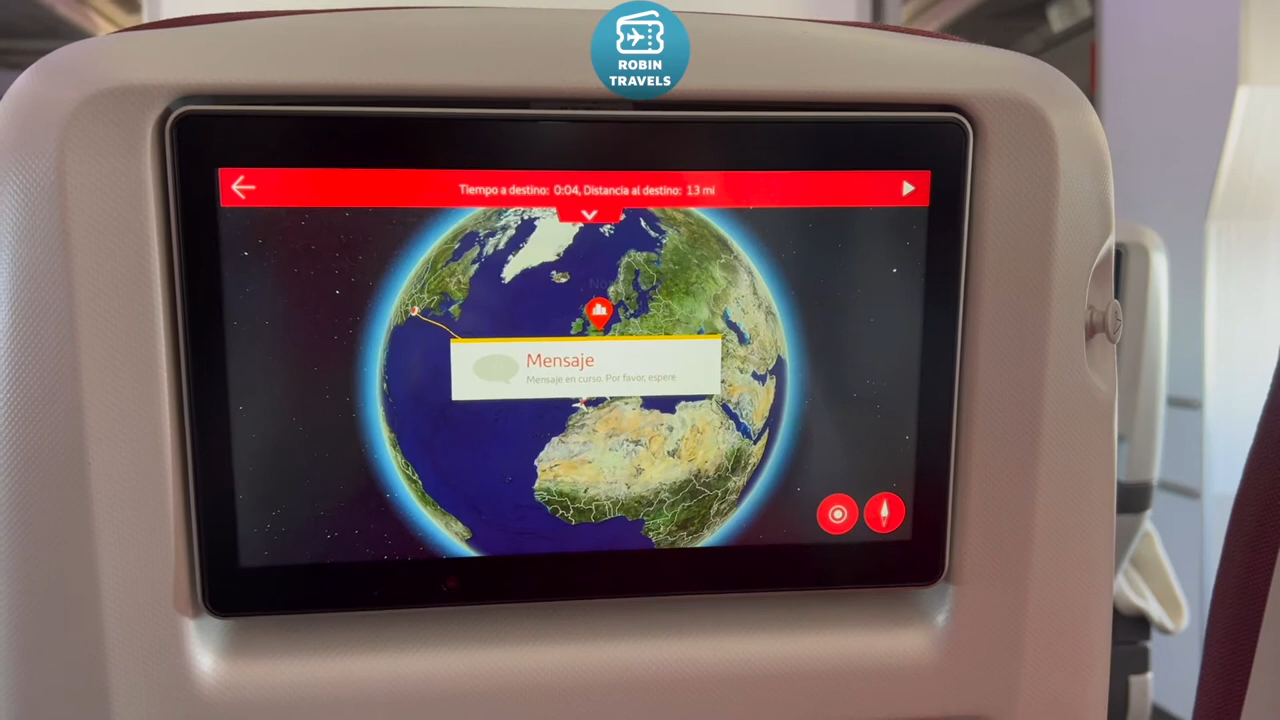 ROBIN
TRAVELS
Tiempo a destino: 0:04, Distancia al destino: 13 mi
Mensaje
Mensaje en curso. Por favor, espere